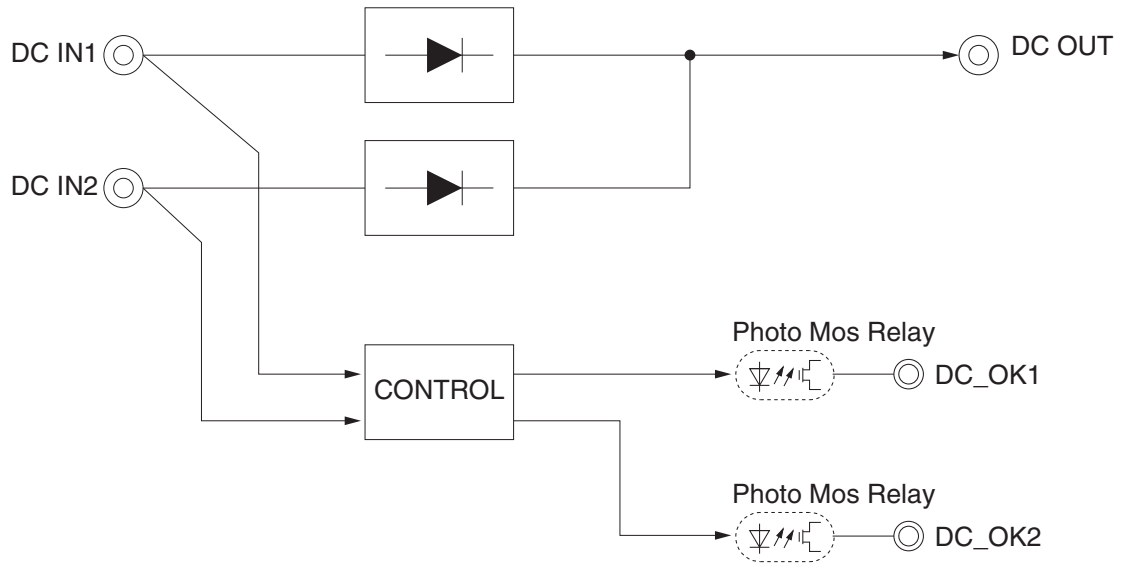 DC IN1
DC OUT
DC IN2
Photo Mos Relay
CONTROL
DC_OK1
Photo Mos Relay
DC_OK2